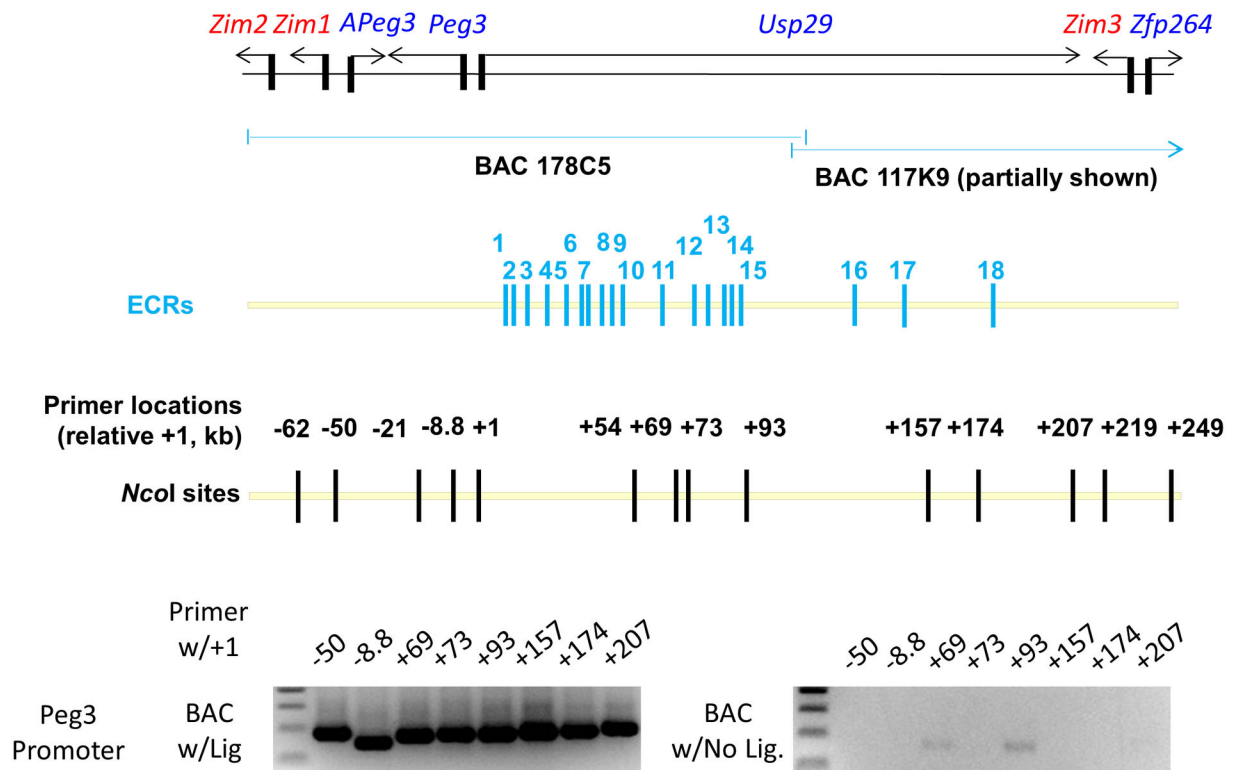 Zim2 Zim1 APeg3 Peg3 Usp29 Zim3 Zfp264
BAC 178C5
BAC 117K9 (partially shown)
1 6 8 9 12 13 14
2 3 4 5 7 10 11 15 16 17 18
ECRs
Primer locations
(relative +1, kb)
-62 -50 -21 -8.8 +1 +54 +69 +73 +93 +157 +174 +207 +219 +249
NcoI sites
Primer
w/+1
-50 -8.8 +69 +73 +93 +157 +174 +207
-50 -8.8 +69 +73 +93 +157 +174 +207
Peg3
Promoter
BAC
w/Lig
BAC
w/No Lig.